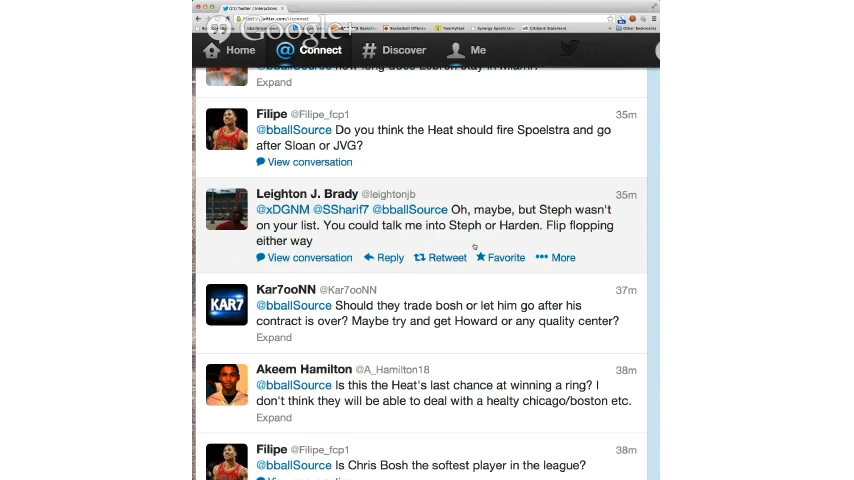 (21) Twitter / Interactions
Google+
Home
Connect
Discover
Me
Expand
Filipe @Filipe_fcp1 35m
@bballSource Do you think the Heat should fire Spoelstra and go
after Sloan or JVG?
View conversation
Leighton J. Brady @leightonjb 35m
@xDGNM @SSharif7 @bballSource Oh, maybe, but Steph wasn't
on your list. You could talk me into Steph or Harden. Flip flopping
either way
View conversation Reply Retweet Favorite More
Kar7ooNN @Kar7ooNN 37m
@bballSource Should they trade bosh or let him go after his
contract is over? Maybe try and get Howard or any quality center?
Expand
KAR7
Akeem Hamilton @A_Hamilton18 38m
@bballSource Is this the Heat's last chance at winning a ring? I
don't think they will be able to deal with a healty chicago/boston etc.
Expand
Filipe @Filipe_fcp1 38m
@bballSource Is Chris Bosh the softest player in the league?